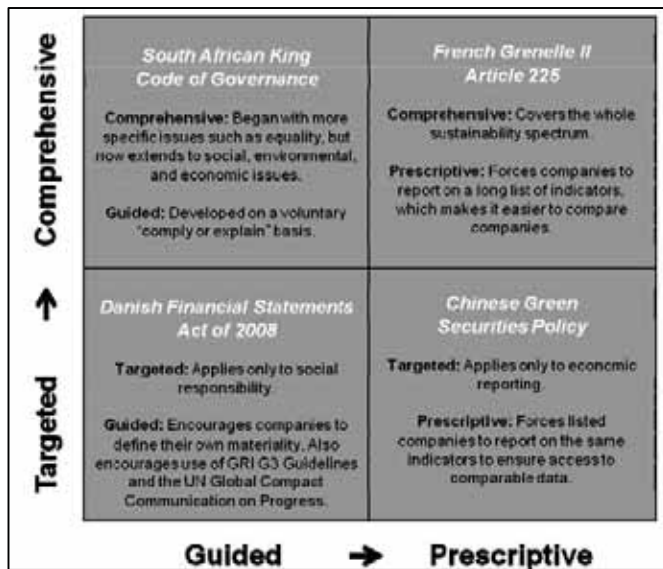 Comprehensive
South African King
Code of Governance
Comprehensive: Began with more
specific issues such as equality, but
now extends to social, environmental,
and economic issues.
Guided: Developed on a voluntary
"comply or explain" basis.
French Grenelle II
Article 225
Comprehensive: Covers the whole
sustainability spectrum.
Prescriptive: Forces companies to
report on a long list of indicators,
which makes it easier to compare
companies.
Targeted
Danish Financial Statements
Act of 2008
Targeted: Applies only to social
responsibility.
Guided: Encourages companies to
define their own materiality. Also
encourages use of GRI G3 Guidelines
and the UN Global Compact
Communication on Progress.
Chinese Green
Securities Policy
Targeted: Applies only to economic
reporting.
Prescriptive: Forces listed
companies to report on the same
indicators to ensure access to
comparable data.
Guided → Prescriptive